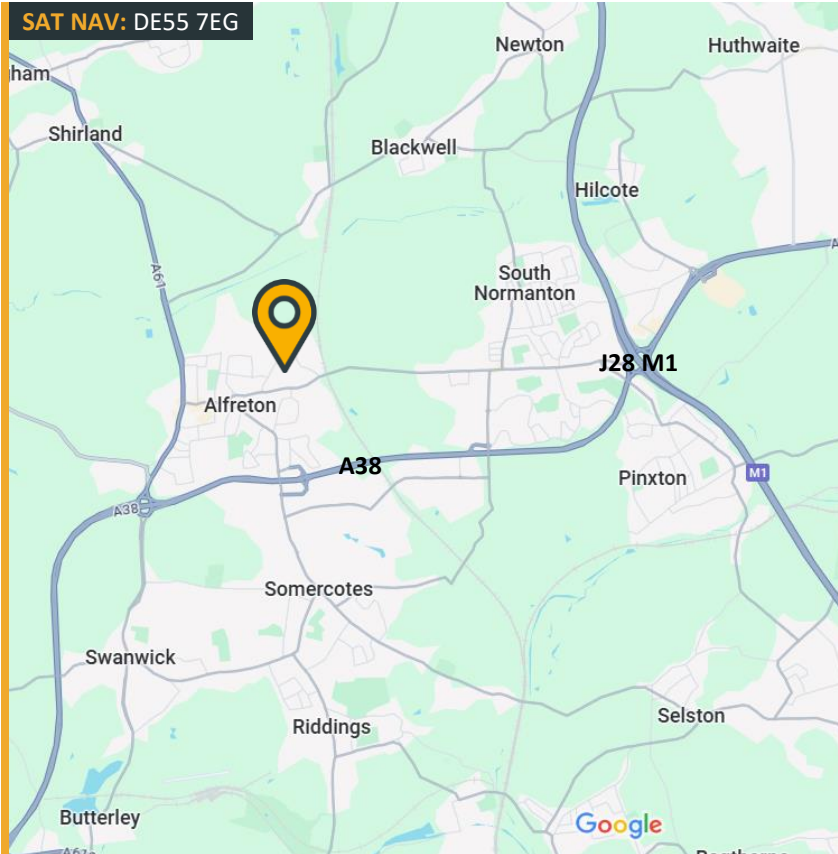 SAT NAV: DE55 7EG
Newton
Huthwaite
ham
Shirland
Blackwell
Hilcote
A
A61
South
Normanton
J28 M1
Alfreton
A38
Pinxton
M1
A38
Somercotes
Swanwick
Selston
Riddings
Butterley
Google